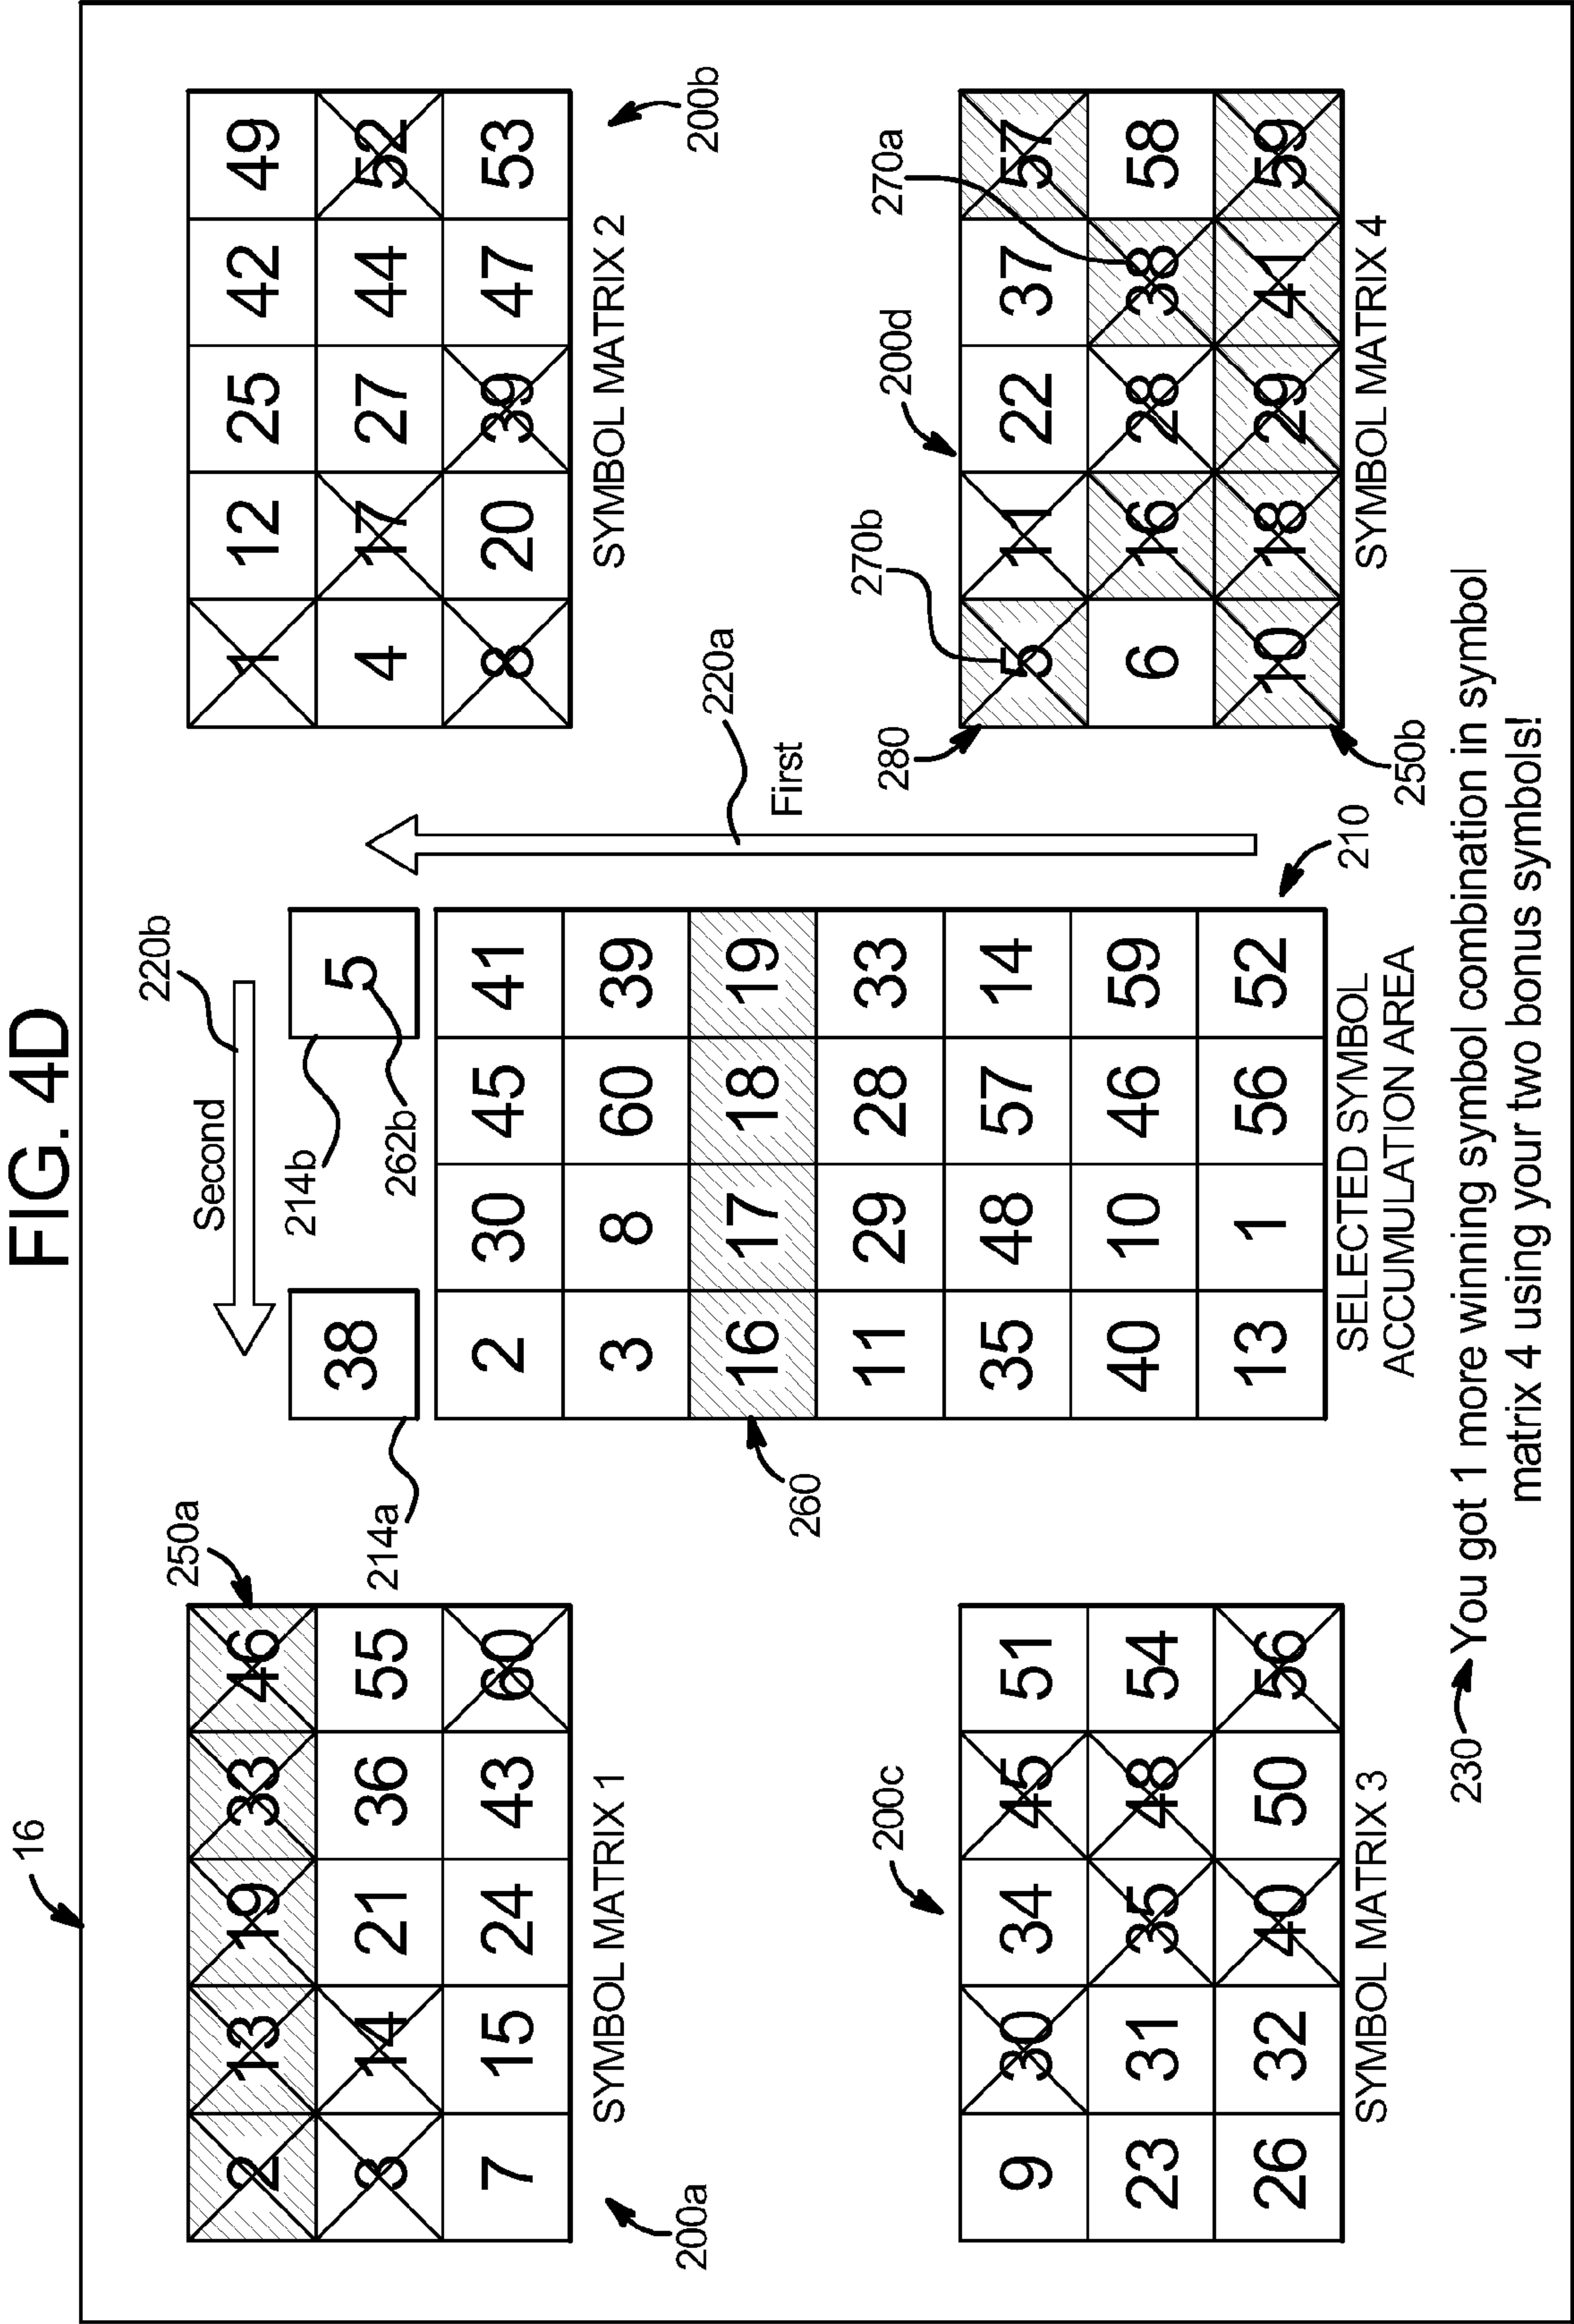 FIG. 4D
16
250a
2 13 19 33 46
3 14 21 36 55
7 15 24 43 60
SYMBOL MATRIX 1
200a
214a
38
Second
220b
214b
262b
5
2 30 45 41
3 8 60 39
16 17 18 19
11 29 28 33
35 48 57 14
40 10 46 59
13 1 56 52
260
SELECTED SYMBOL
ACCUMULATION AREA
210
220a
First
1 12 25 42 49
4 17 27 44 52
8 20 39 47 53
SYMBOL MATRIX 2
200b
200c
9 30 34 45 51
23 31 35 48 54
26 32 40 50 56
SYMBOL MATRIX 3
280
270b
200d
270a
5 11 22 37 57
6 16 28 38 58
10 18 29 41 59
SYMBOL MATRIX 4
250b
230
You got 1 more winning symbol combination in symbol
matrix 4 using your two bonus symbols!